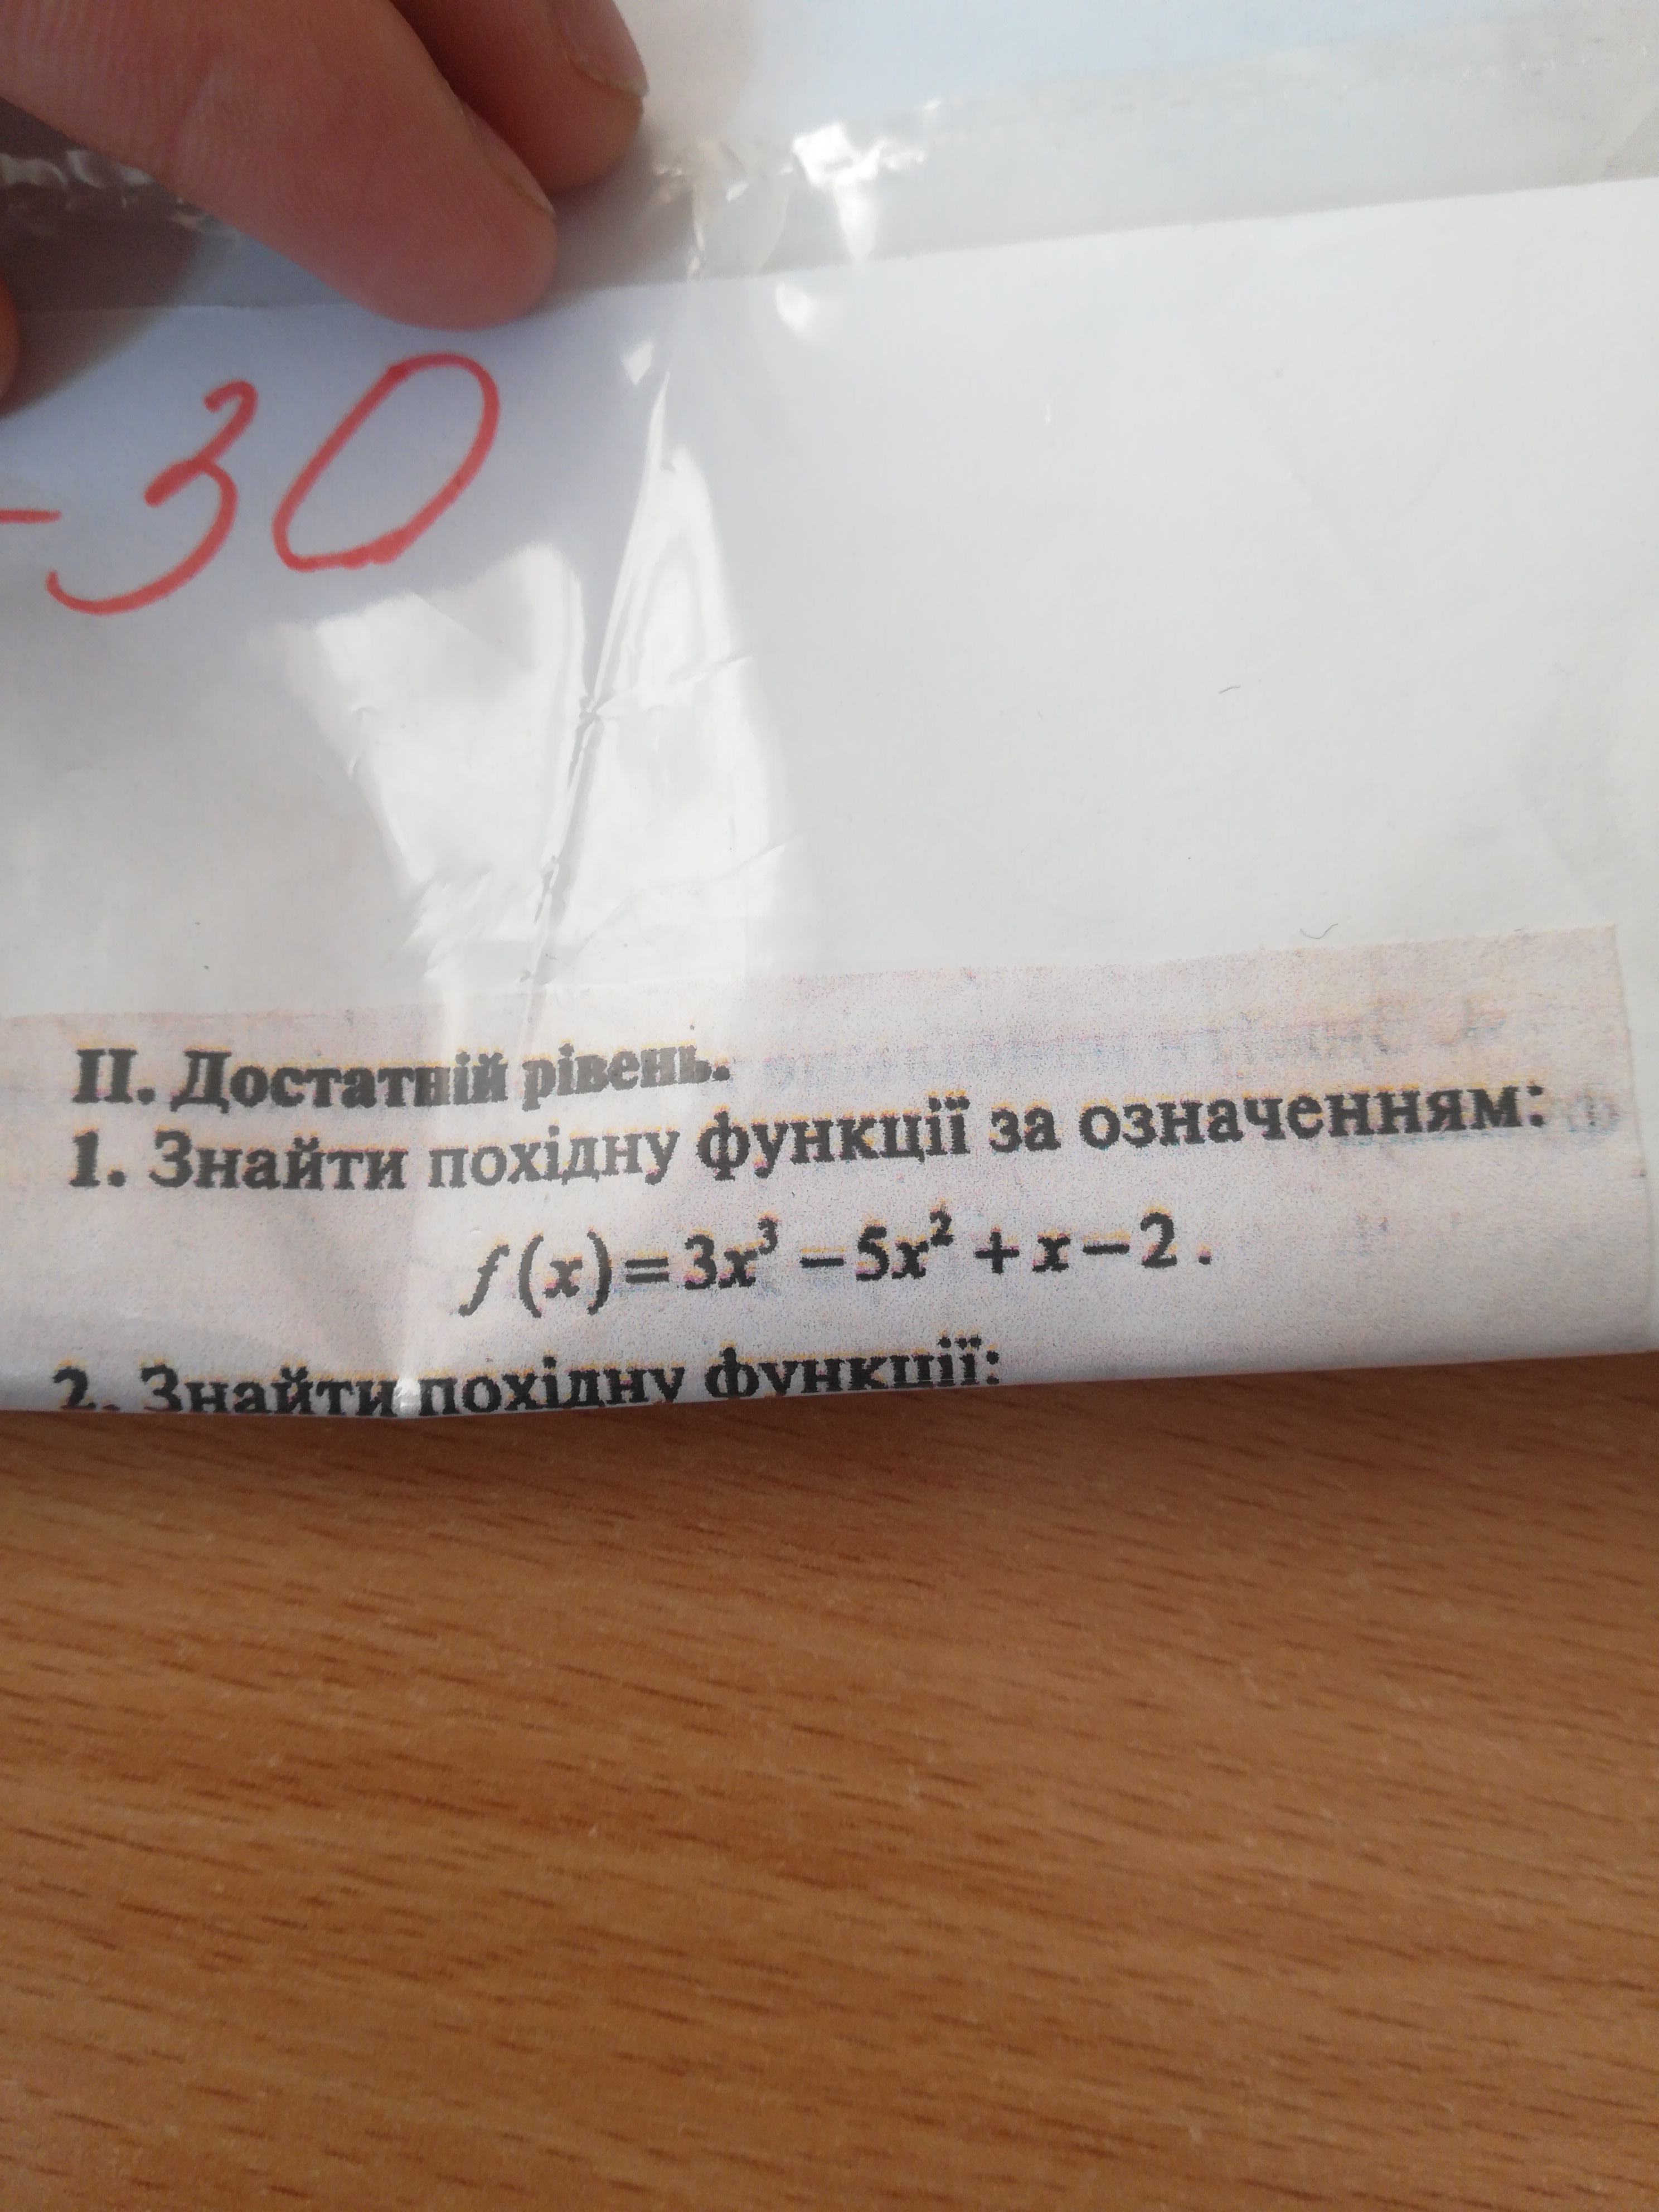 -30
II. Достатній рівень.
1. Знайти похідну функції за означенням:
f(x)=3x³-5x²+x-2.
2. Знайти похідну функції: